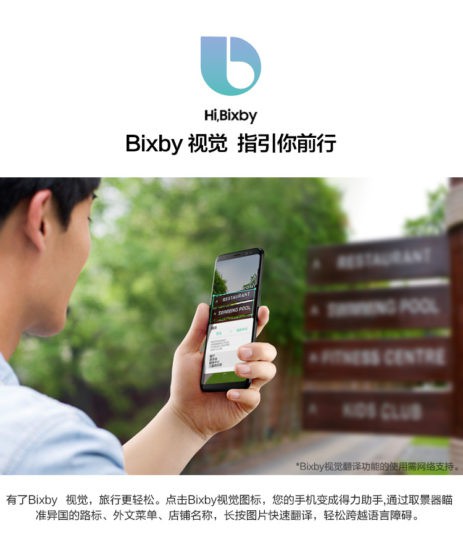 Hi,Bixby
Bixby 视觉 指引你前行
RESTAURANT
SWIMMING POOL
FITNESS CENTRE
KIDS CLUB
RESTAURANT
SWIMMING POOL
*Bixby视觉翻译功能的使用需网络支持。
有了Bixby 视觉，旅行更轻松。点击Bixby视觉图标，您的手机变成得力助手,通过取景器瞄
准异国的路标、外文菜单、店铺名称，长按图片快速翻译，轻松跨越语言障碍。